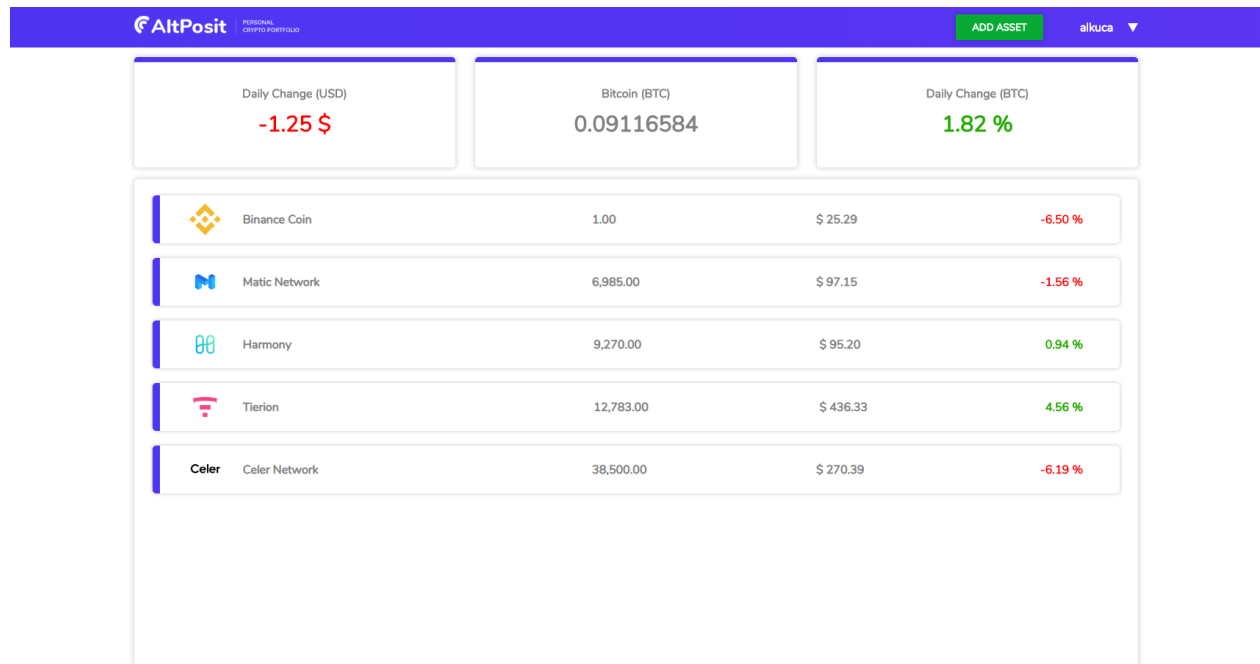 AltPosit PERSONAL CRYPTO PORTFOLIO ADD ASSET alkuca ▼
Daily Change (USD)
-1.25 $
Bitcoin (BTC)
0.09116584
Daily Change (BTC)
1.82 %
Binance Coin 1.00 $ 25.29 -6.50 %
Matic Network 6,985.00 $ 97.15 -1.56 %
Harmony 9,270.00 $ 95.20 0.94 %
Tierion 12,783.00 $ 436.33 4.56 %
Celer Celer Network 38,500.00 $ 270.39 -6.19 %